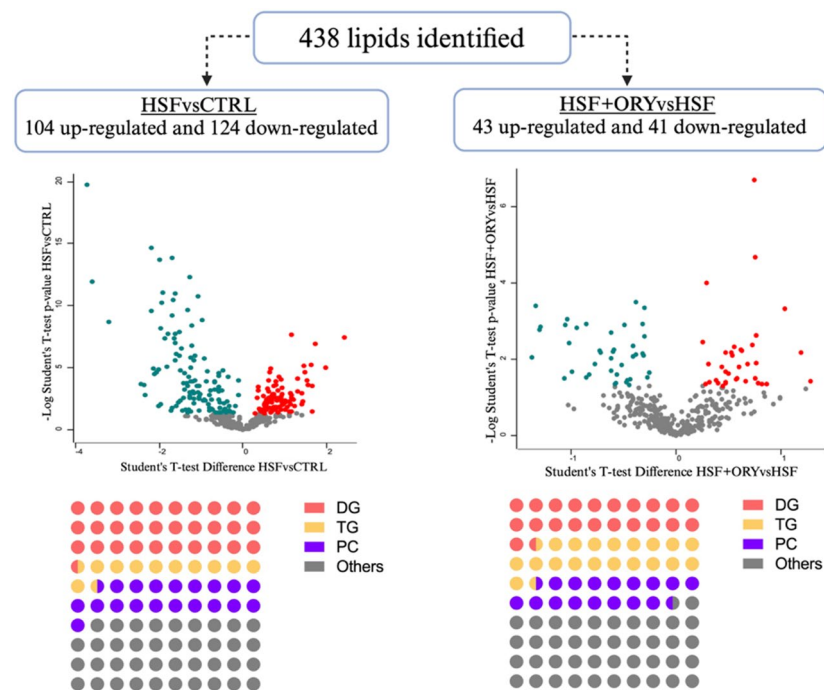 438 lipids identified
HSFvsCTRL
104 up-regulated and 124 down-regulated
HSF+ORYvsHSF
43 up-regulated and 41 down-regulated
-Log Student's T-test p-value HSFvsCTRL
20
15
10
5
0
-4
-2
0
2
Student's T-test Difference HSFvsCTRL
-Log Student's T-test p-value HSF+ORYvsHSF
6
4
2
0
-1
0
1
Student's T-test Difference HSF+ORYvsHSF
DG
TG
PC
Others
DG
TG
PC
Others